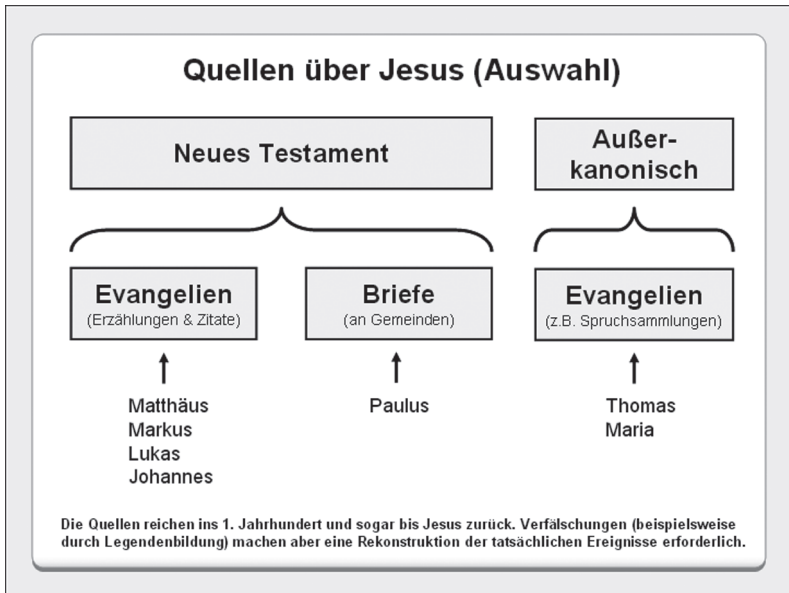 Quellen über Jesus (Auswahl)
Neues Testament
Außer-
kanonisch
Evangelien
(Erzählungen & Zitate)
Briefe
(an Gemeinden)
Evangelien
(z.B. Spruchsammlungen)
Matthäus
Markus
Lukas
Johannes
Paulus
Thomas
Maria
Die Quellen reichen ins 1. Jahrhundert und sogar bis Jesus zurück. Verfälschungen (beispielsweise
durch Legendenbildung) machen aber eine Rekonstruktion der tatsächlichen Ereignisse erforderlich.